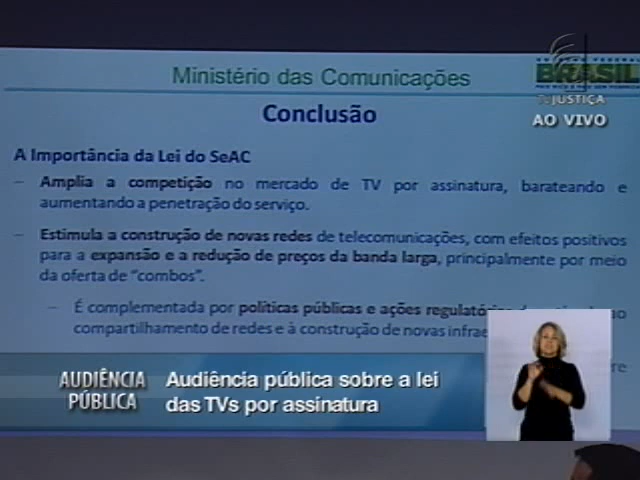 Ministério das Comunicações
BRASIL
TV JUSTIÇA
AO VIVO
Conclusão
A Importância da Lei do SeAC
– Amplia a competição no mercado de TV por assinatura, barateando e
aumentando a penetração do serviço.
– Estimula a construção de novas redes de telecomunicações, com efeitos positivos
para a expansão e a redução de preços da banda larga, principalmente por meio
da oferta de “combos”.
– É complementada por políticas públicas e ações
compartilhamento de redes e à construção de novas
AUDIÊNCIA
PÚBLICA
Audiência pública sobre a lei
das TVs por assinatura